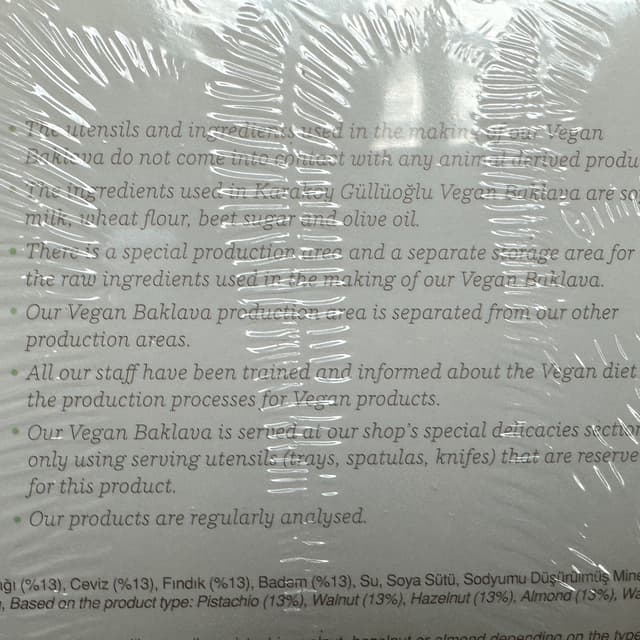 • The utensils and ingredients used in the making of our Vegan
Baklava do not come into contact with any animal derived produ
• The ingredients used in Karaköy Güllüoğlu Vegan Baklava are so
milk, wheat flour, beet sugar and olive oil.
• There is a special production area and a separate storage area for
the raw ingredients used in the making of our Vegan Baklava.
• Our Vegan Baklava production area is separated from our other
production areas.
• All our staff have been trained and informed about the Vegan diet
the production processes for Vegan products.
• Our Vegan Baklava is served at our shop's special delicacies section
only using serving utensils (trays, spatulas, knifes) that are reserve
for this product.
• Our products are regularly analysed.
ağı (%13), Ceviz (%13), Fındık (%13), Badem (%13), Su, Soya Sütü, Sodyumu Düşürülmüş Mine
Based on the product type: Pistachio (13%), Walnut (13%), Hazelnut (13%), Almond (13%), Wa